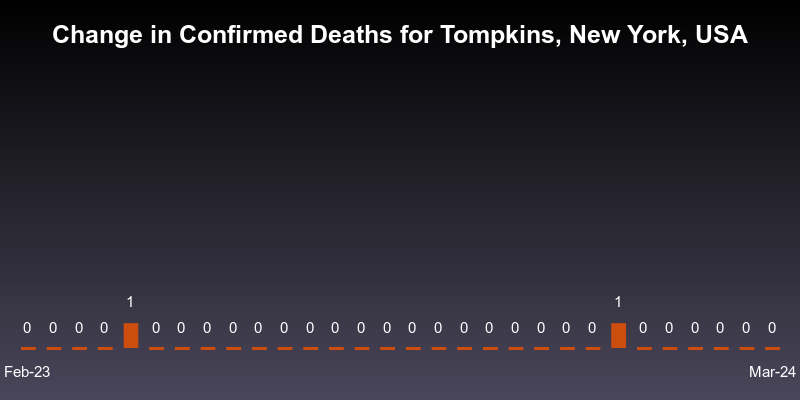 Change in Confirmed Deaths for Tompkins, New York, USA
1 1
0 0 0 0 0 0 0 0 0 0 0 0 0 0 0 0 0 0 0 0 0 0 0 0 0 0 0 0
Feb-23 Mar-24